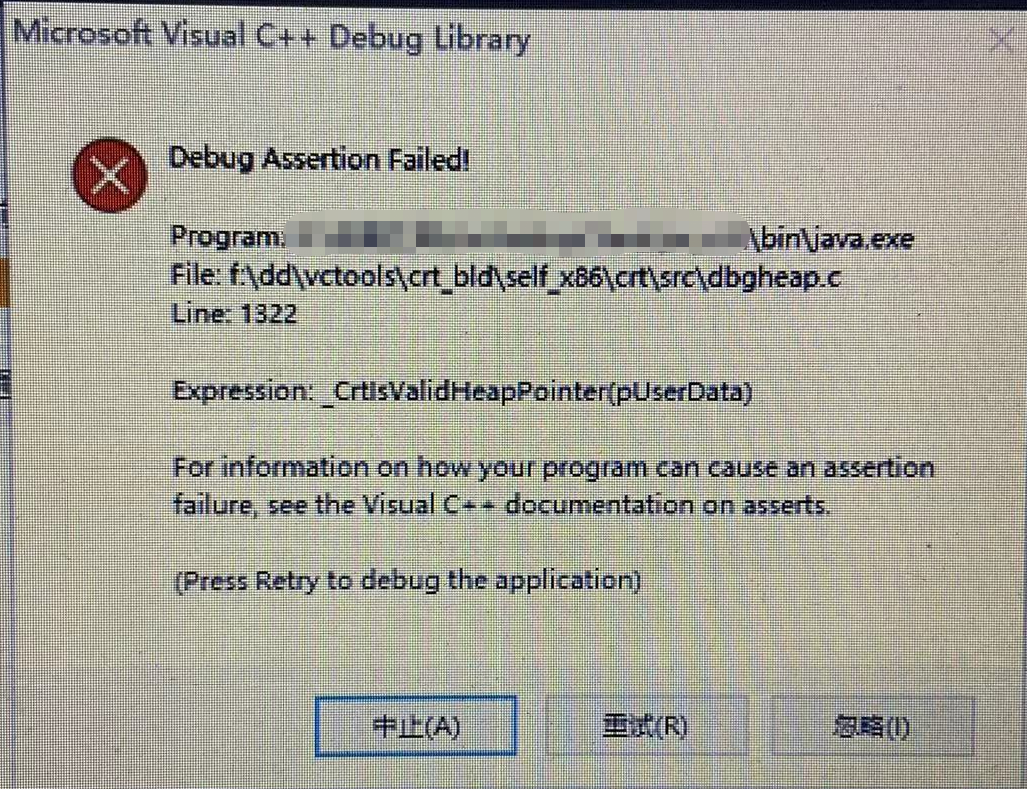 Microsoft Visual C++ Debug Library
Debug Assertion Failed!
Program: \bin\java.exe
File: f:\dd\vctools\crt_bld\self_x86\crt\src\dbgheap.c
Line: 1322
Expression: _CrtIsValidHeapPointer(pUserData)
For information on how your program can cause an assertion
failure, see the Visual C++ documentation on asserts.
(Press Retry to debug the application)
中止(A)
重试(R)
忽略(I)